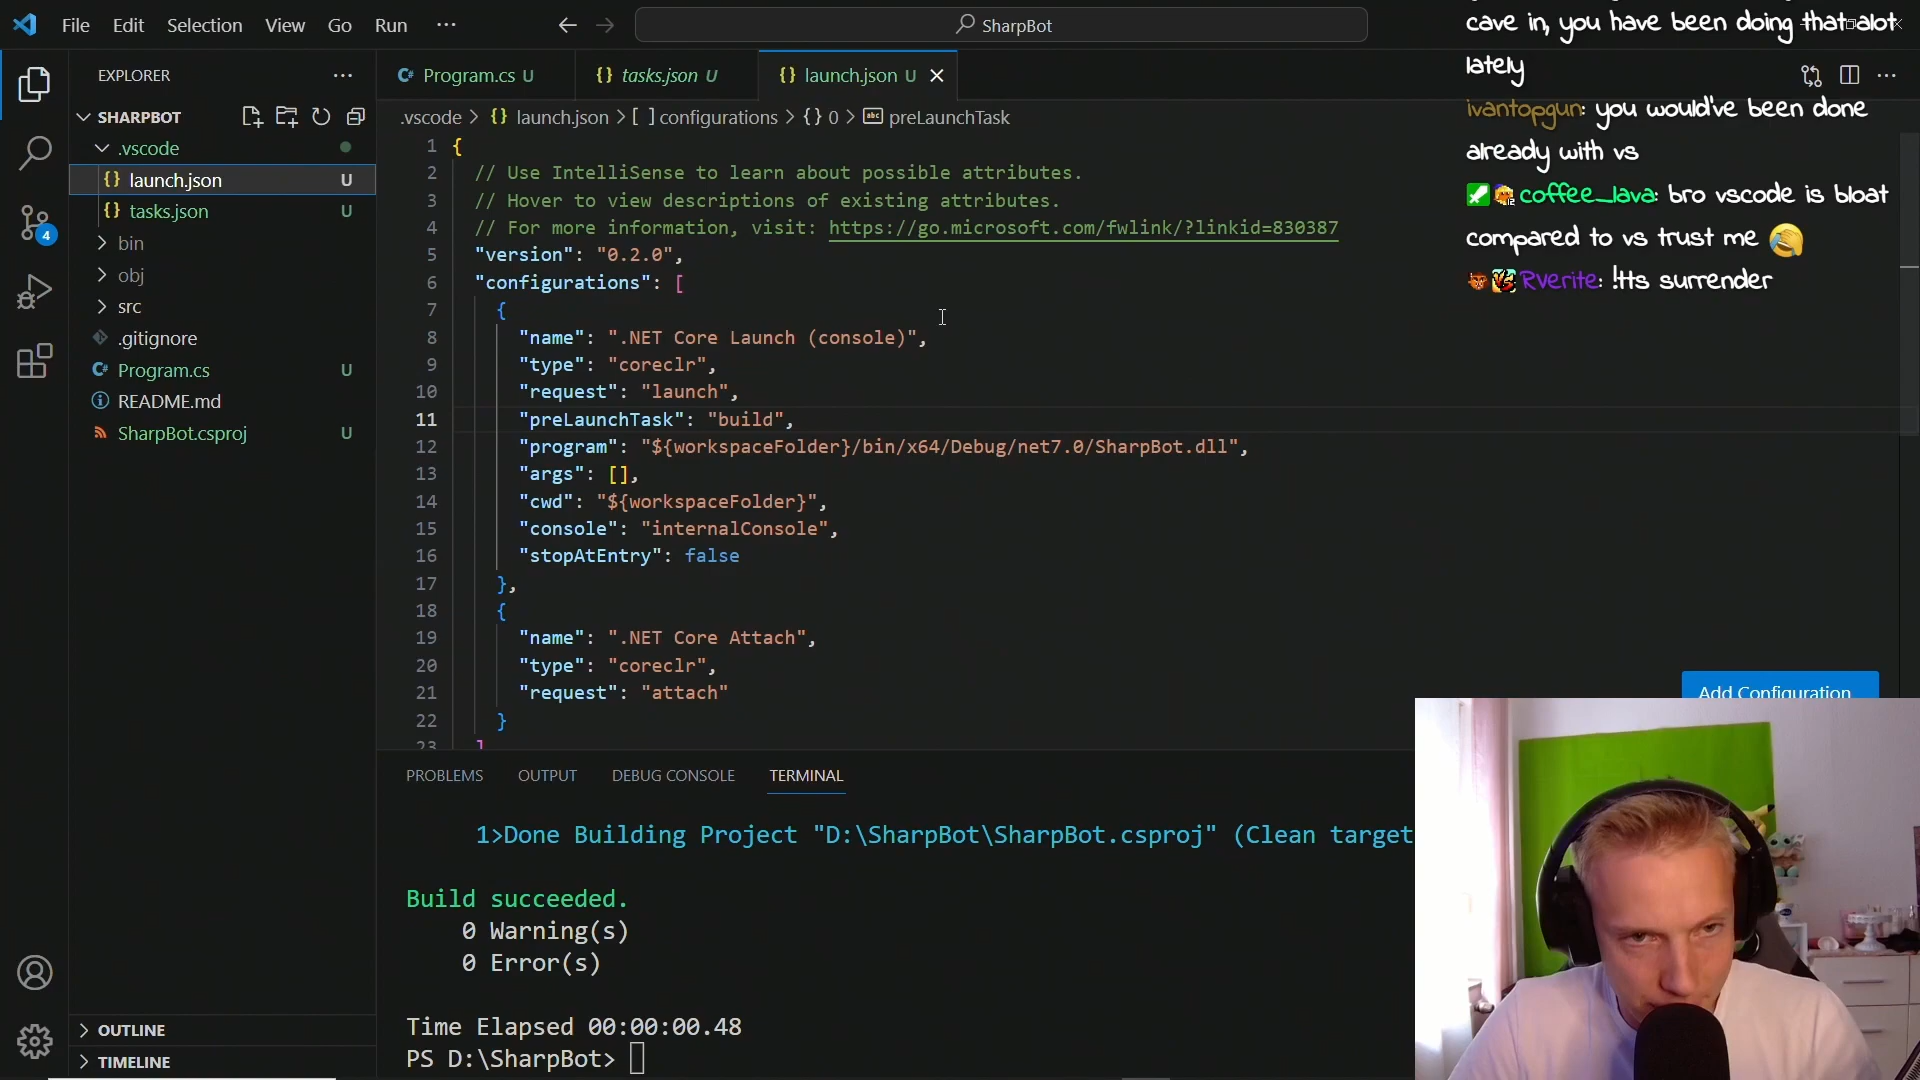 File Edit Selection View Go Run ···
SharpBot
EXPLORER ···
SHARPBOT
.vscode
{} launch.json U
{} tasks.json U
bin
obj
src
.gitignore
C# Program.cs U
README.md
SharpBot.csproj U
4
OUTLINE
TIMELINE
C# Program.cs U
{} tasks.json U
{} launch.json U
.vscode > {} launch.json > [ ] configurations > {} 0 > abc preLaunchTask
1 {
2 // Use IntelliSense to learn about possible attributes.
3 // Hover to view descriptions of existing attributes.
4 // For more information, visit: https://go.microsoft.com/fwlink/?linkid=830387
5 "version": "0.2.0",
6 "configurations": [
7 {
8 "name": ".NET Core Launch (console)",
9 "type": "coreclr",
10 "request": "launch",
11 "preLaunchTask": "build",
12 "program": "${workspaceFolder}/bin/x64/Debug/net7.0/SharpBot.dll",
13 "args": [],
14 "cwd": "${workspaceFolder}",
15 "console": "internalConsole",
16 "stopAtEntry": false
17 },
18 {
19 "name": ".NET Core Attach",
20 "type": "coreclr",
21 "request": "attach"
22 }
23 ]
Add Configuration...
PROBLEMS OUTPUT DEBUG CONSOLE TERMINAL
1>Done Building Project "D:\SharpBot\SharpBot.csproj" (Clean target
Build succeeded.
0 Warning(s)
0 Error(s)
Time Elapsed 00:00:00.48
PS D:\SharpBot>
cave in, you have been doing that alot
lately
ivantopgun: you would've been done
already with vs
coffee_lava: bro vscode is bloat
compared to vs trust me
Rverite: !tts surrender